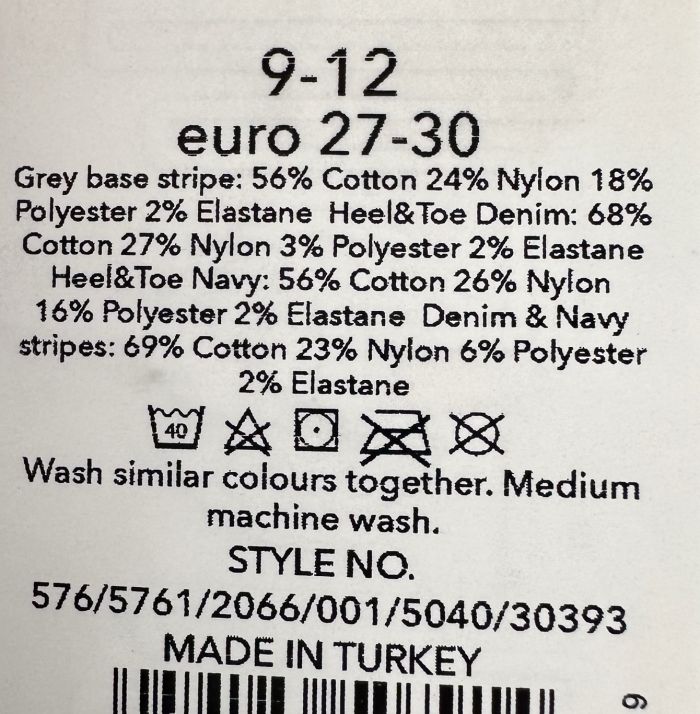 9-12
euro 27-30
Grey base stripe: 56% Cotton 24% Nylon 18%
Polyester 2% Elastane Heel&Toe Denim: 68%
Cotton 27% Nylon 3% Polyester 2% Elastane
Heel&Toe Navy: 56% Cotton 26% Nylon
16% Polyester 2% Elastane Denim & Navy
stripes: 69% Cotton 23% Nylon 6% Polyester
2% Elastane
40
Wash similar colours together. Medium
machine wash.
STYLE NO.
576/5761/2066/001/5040/30393
MADE IN TURKEY